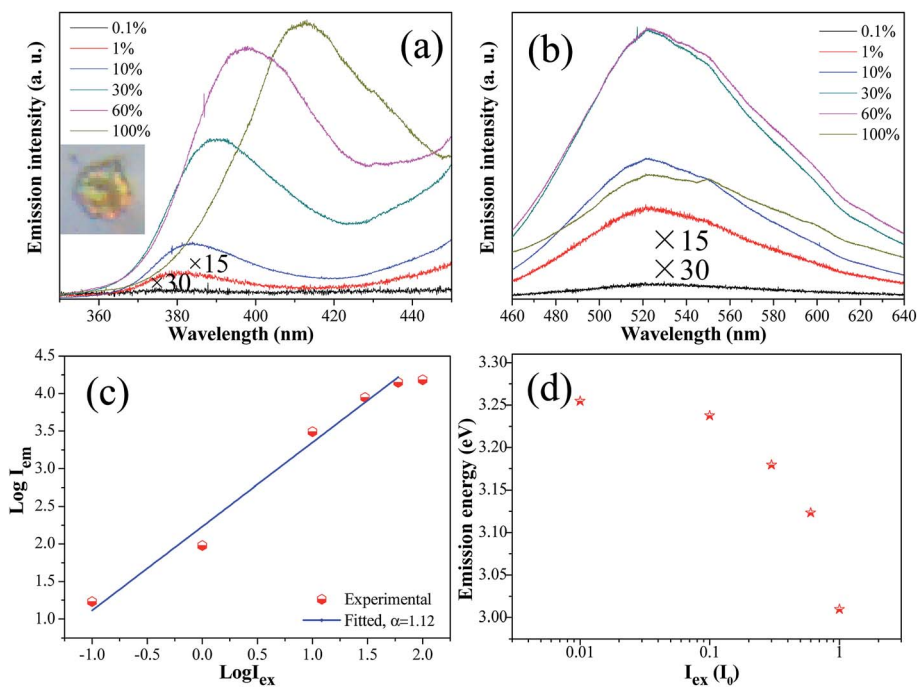 (a)
0.1%
1%
10%
30%
60%
100%
×15
×30
Emission intensity (a. u.)
360 380 400 420 440
Wavelength (nm)
(b)
0.1%
1%
10%
30%
60%
100%
×15
×30
Emission intensity (a. u.)
460 480 500 520 540 560 580 600 620 640
Wavelength (nm)
(c)
4.5
4.0
3.5
3.0
2.5
2.0
1.5
1.0
Log I_em
Experimental
Fitted, α=1.12
-1.0 -0.5 0.0 0.5 1.0 1.5 2.0
LogI_ex
(d)
3.30
3.25
3.20
3.15
3.10
3.05
3.00
Emission energy (eV)
0.01 0.1 1
I_ex (I_0)